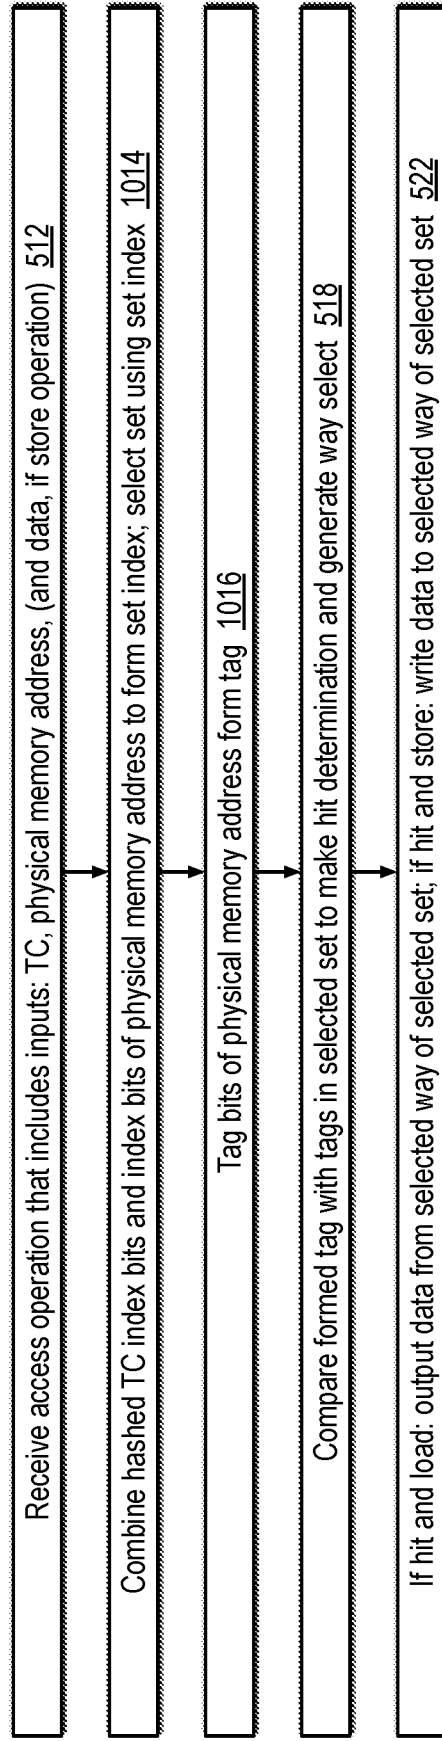 Receive access operation that includes inputs: TC, physical memory address, (and data, if store operation) 512
Combine hashed TC index bits and index bits of physical memory address to form set index; select set using set index 1014
Tag bits of physical memory address form tag 1016
Compare formed tag with tags in selected set to make hit determination and generate way select 518
If hit and load: output data from selected way of selected set; if hit and store: write data to selected way of selected set 522